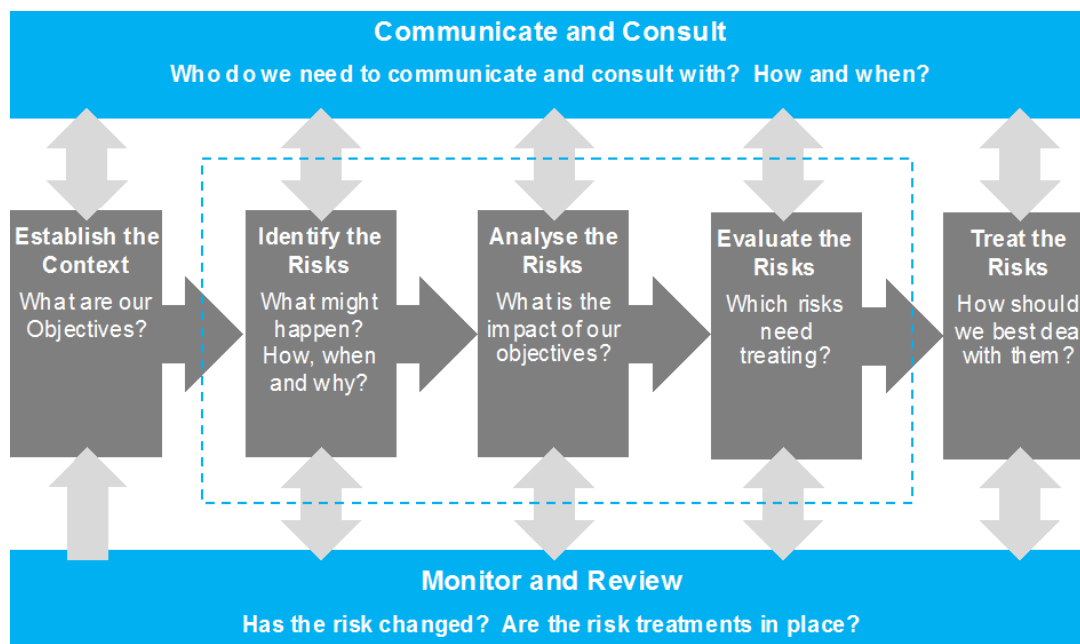 Communicate and Consult
Who do we need to communicate and consult with?  How and when?
Establish the
Context
What are our
Objectives?
Identify the
Risks
What might
happen?
How, when
and why?
Analyse the
Risks
What is the
impact of our
objectives?
Evaluate the
Risks
Which risks
need
treating?
Treat the
Risks
How should
we best deal
with them?
Monitor and Review
Has the risk changed?  Are the risk treatments in place?